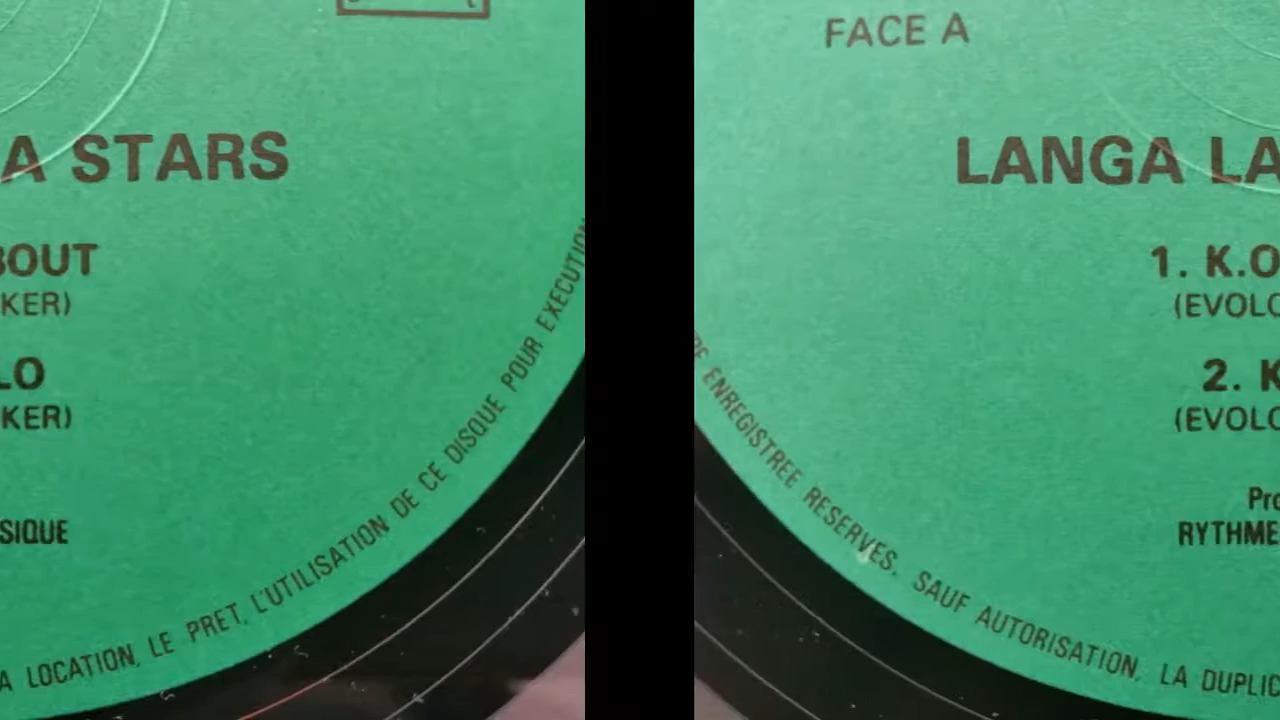 A STARS
BOUT
KER)
LO
KER)
SIQUE
A LOCATION, LE PRET, L'UTILISATION DE CE DISQUE POUR EXECUTION
FACE A
LANGA LA
1. K.O
(EVOLO
2. K
(EVOLO
Pro
RYTHME
ENREGISTREE RESERVES. SAUF AUTORISATION, LA DUPLIC